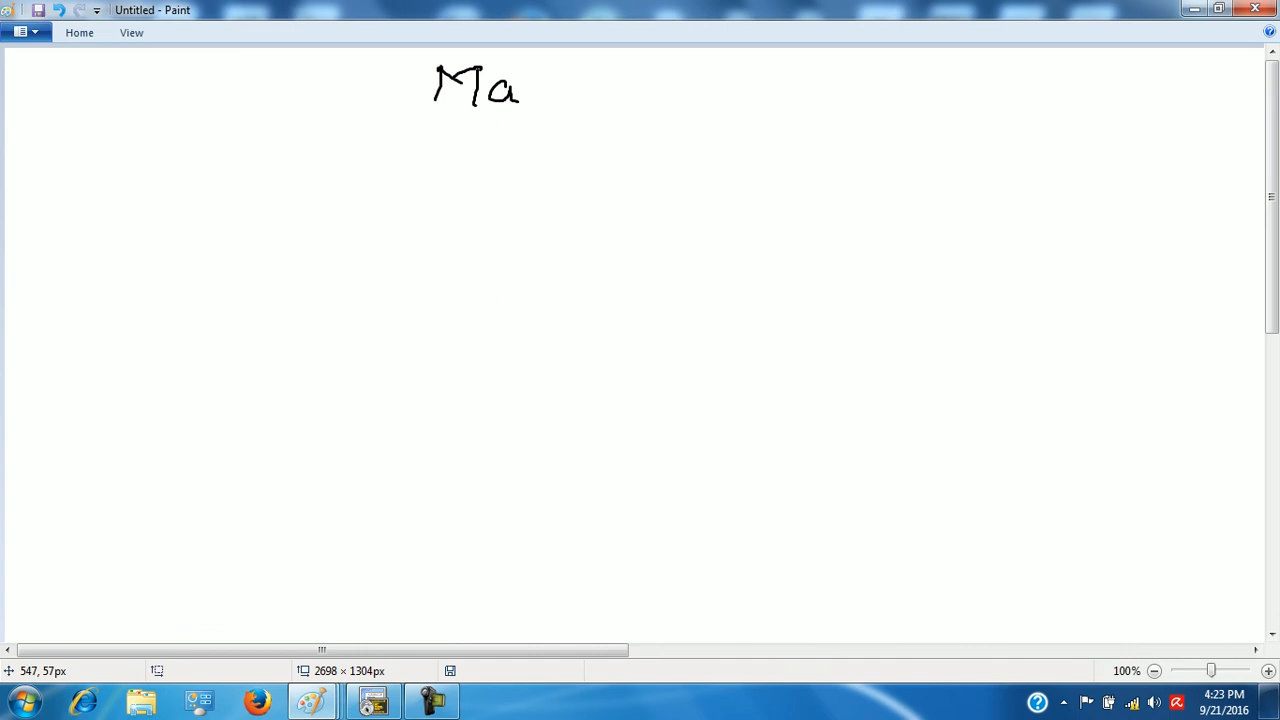 Untitled - Paint
Home View
Ma
547, 57px 2698 × 1304px 100%
4:23 PM
9/21/2016